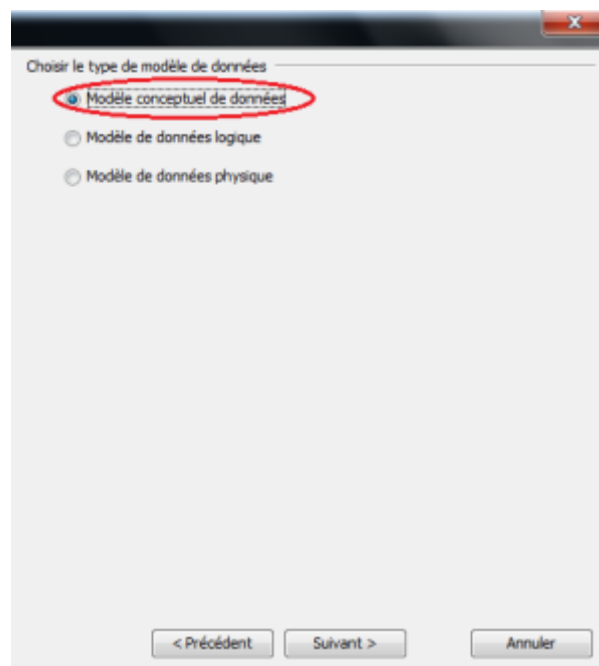 Choisir le type de modèle de données
Modèle conceptuel de données
Modèle de données logique
Modèle de données physique
< Précédent
Suivant >
Annuler